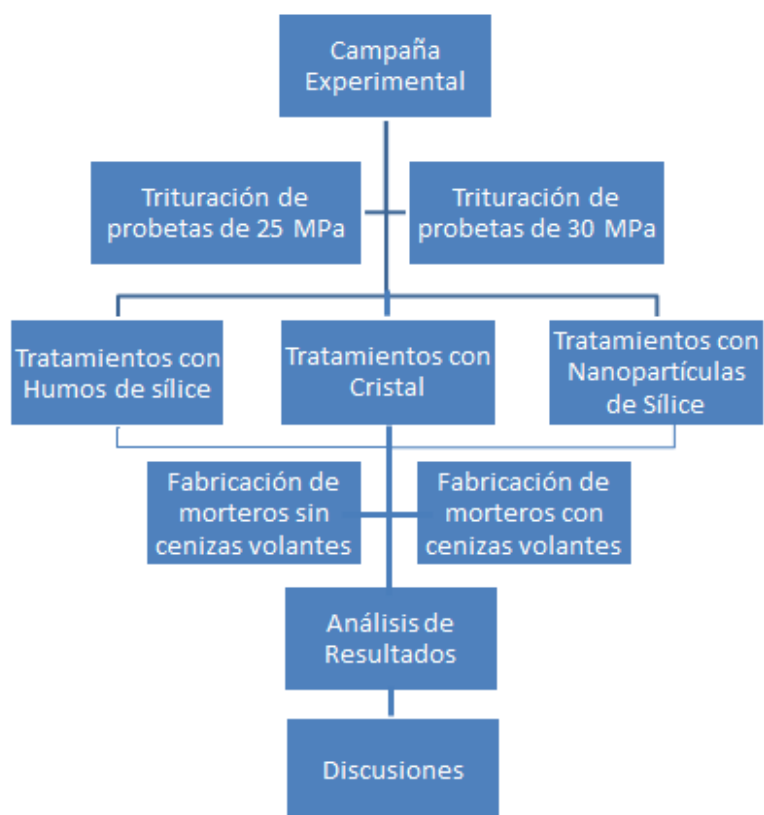 Campaña
Experimental
Trituración de
probetas de 25 MPa
Trituración de
probetas de 30 MPa
Tratamientos con
Humos de sílice
Tratamientos con
Cristal
Tratamientos con
Nanopartículas
de Sílice
Fabricación de
morteros sin
cenizas volantes
Fabricación de
morteros con
cenizas volantes
Análisis de
Resultados
Discusiones